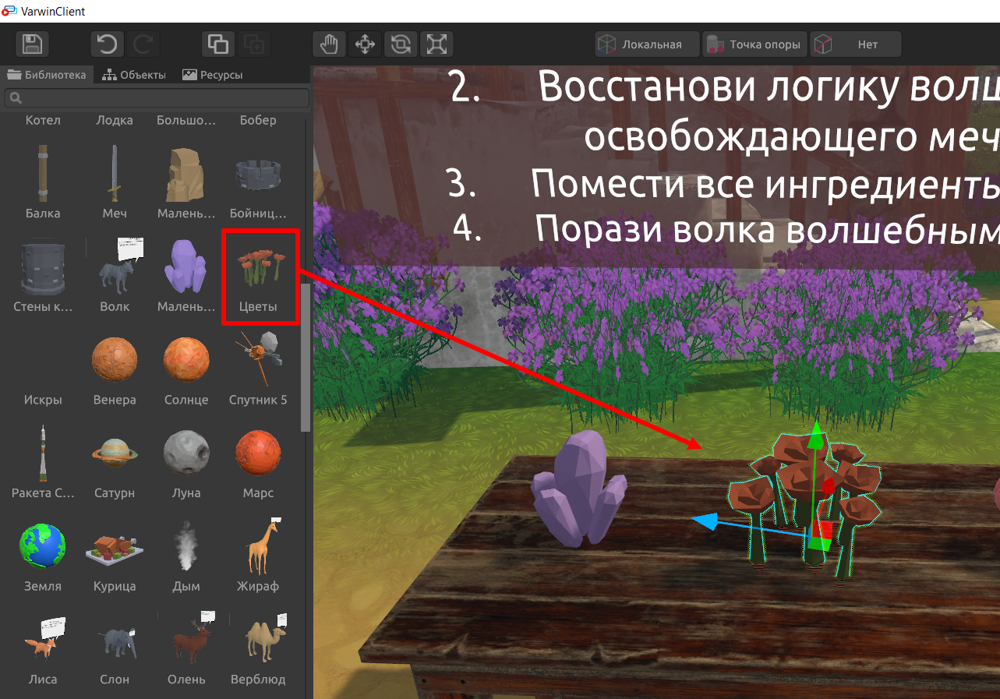 VarwinClient
Локальная
Точка опоры
Нет
Библиотека
Объекты
Ресурсы
Котел
Лодка
Большо...
Бобер
Балка
Меч
Малень...
Бойниц...
Стены к...
Волк
Малень...
Цветы
Искры
Венера
Солнце
Спутник 5
Ракета С...
Сатурн
Луна
Марс
Земля
Курица
Дым
Жираф
Лиса
Слон
Олень
Верблюд
2. Восстанови логику волш
освобождающего меч
3. Помести все ингредиенты
4. Порази волка волшебным